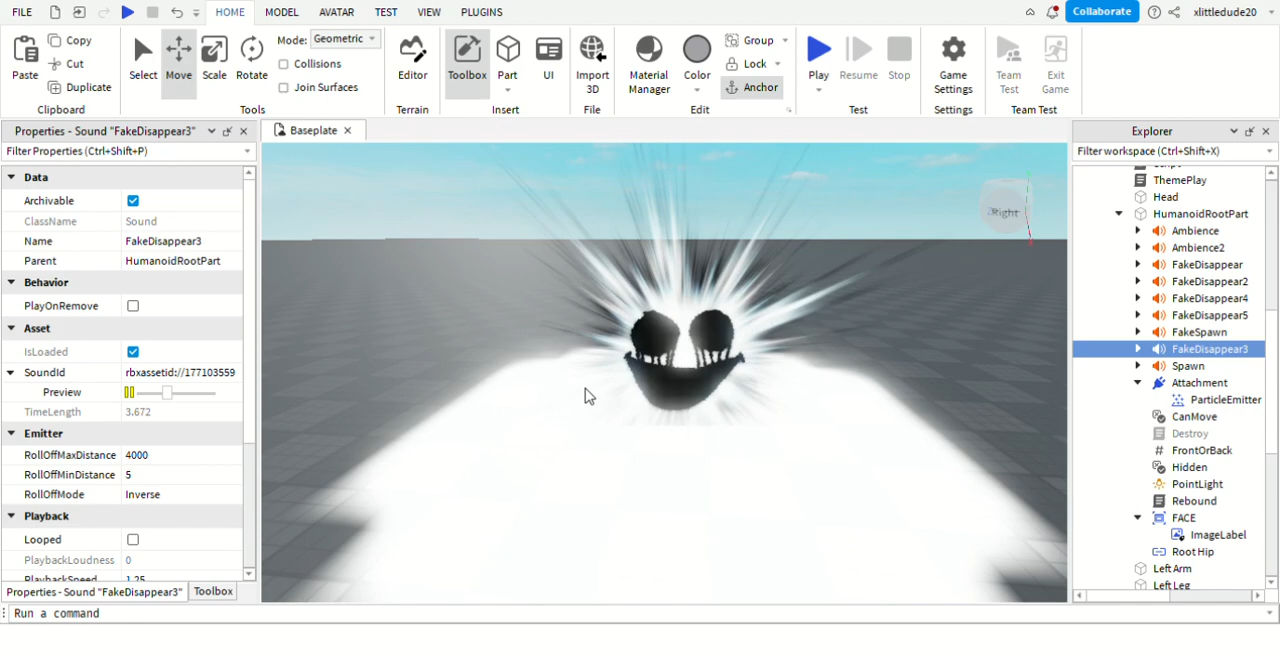 FILE HOME MODEL AVATAR TEST VIEW PLUGINS Collaborate xlittledude20
Paste Copy Cut Duplicate Clipboard
Select Move Scale Rotate Mode: Geometric Collisions Join Surfaces Tools
Editor Terrain
Toolbox Part UI Insert
Import 3D File
Material Manager Color Group Lock Anchor Edit
Play Resume Stop Test
Game Settings Settings
Team Test Exit Game Team Test
Properties - Sound "FakeDisappear3"
Filter Properties (Ctrl+Shift+P)
Data
Archivable
ClassName Sound
Name FakeDisappear3
Parent HumanoidRootPart
Behavior
PlayOnRemove
Asset
IsLoaded
SoundId rbxassetid://177103559
Preview
TimeLength 3.672
Emitter
RollOffMaxDistance 4000
RollOffMinDistance 5
RollOffMode Inverse
Playback
Looped
PlaybackLoudness 0
PlaybackSpeed 1.25
Properties - Sound "FakeDisappear3" Toolbox
Run a command
Baseplate
Right
Explorer
Filter workspace (Ctrl+Shift+X)
Script
ThemePlay
Head
HumanoidRootPart
Ambience
Ambience2
FakeDisappear
FakeDisappear2
FakeDisappear4
FakeDisappear5
FakeSpawn
FakeDisappear3
Spawn
Attachment
ParticleEmitter
CanMove
Destroy
FrontOrBack
Hidden
PointLight
Rebound
FACE
ImageLabel
Root Hip
Left Arm
Left Leg